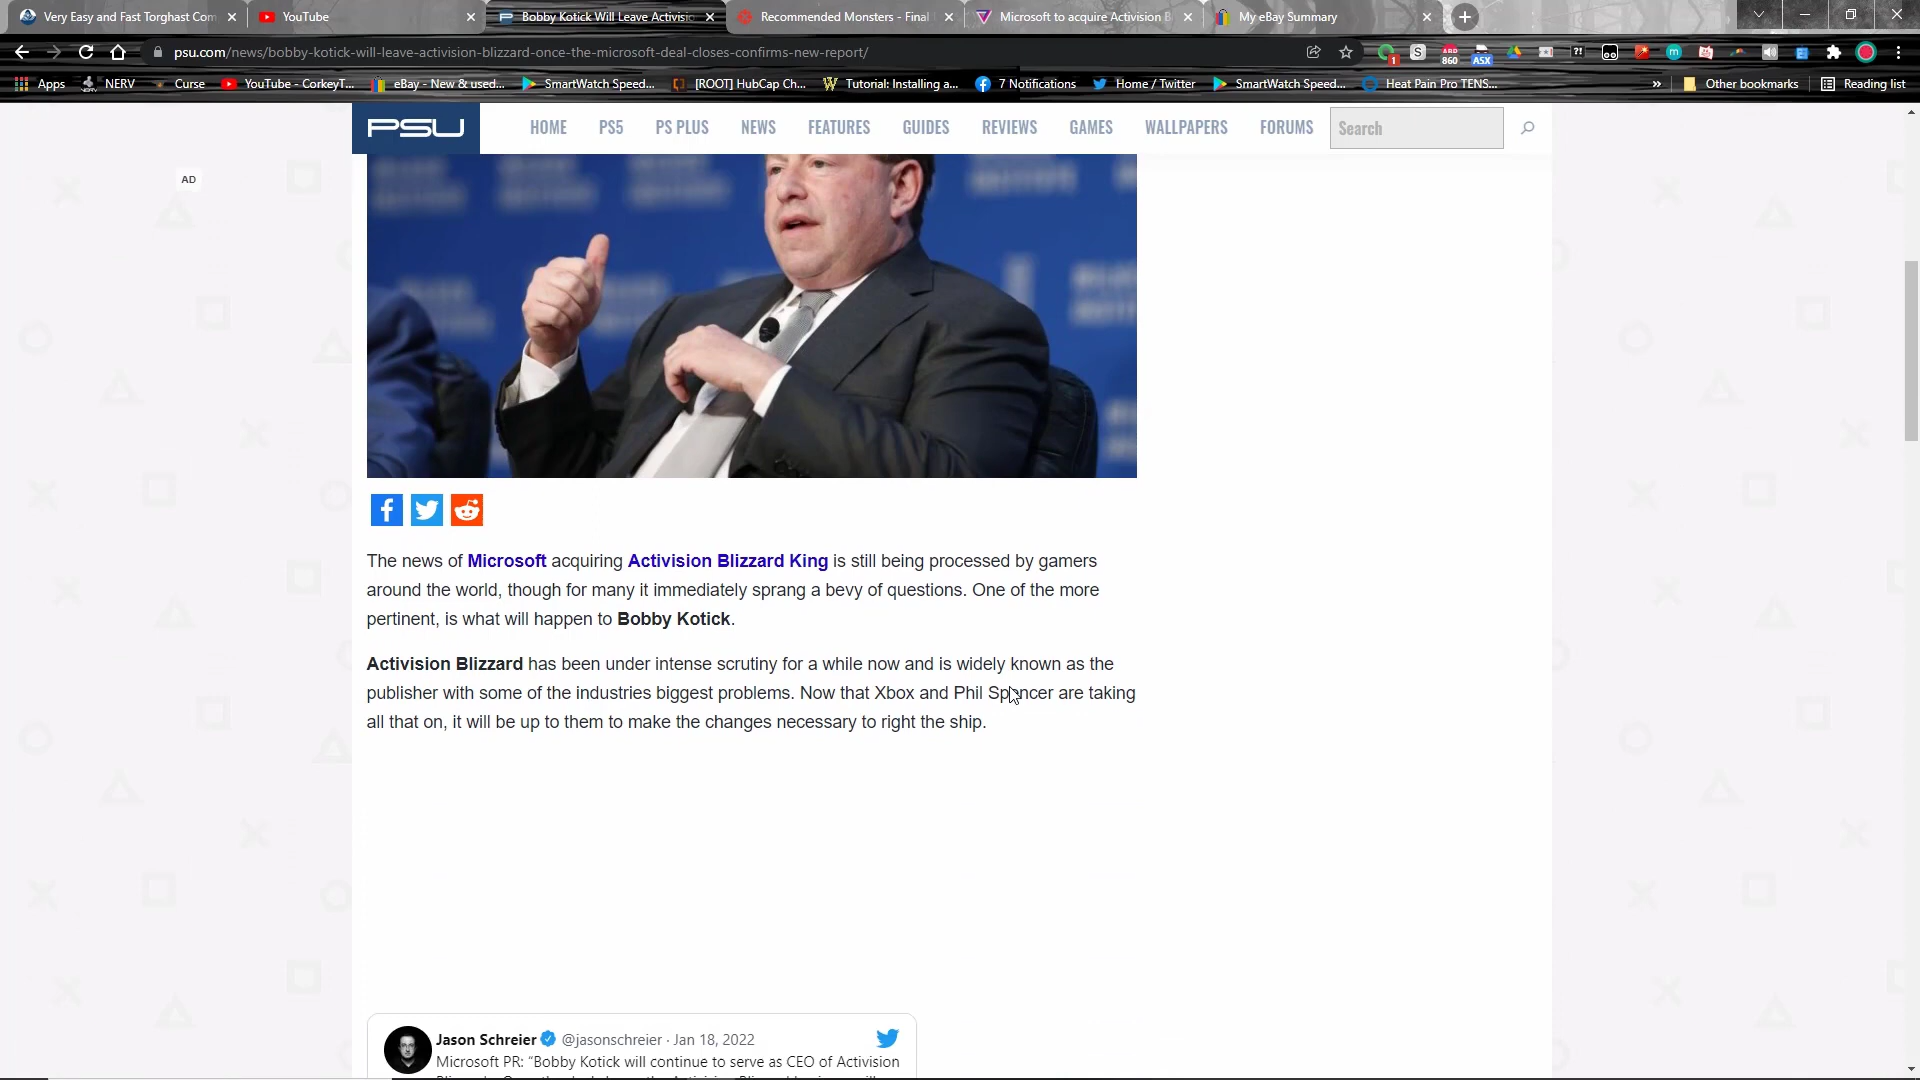 Very Easy and Fast Torghast Com
YouTube
Bobby Kotick Will Leave Activisi
Recommended Monsters - Final
Microsoft to acquire Activision B
My eBay Summary
psu.com/news/bobby-kotick-will-leave-activision-blizzard-once-the-microsoft-deal-closes-confirms-new-report/
Apps
NERV
Curse
YouTube - CorkeyT...
eBay - New & used...
SmartWatch Speed...
[ROOT] HubCap Ch...
Tutorial: Installing a...
7 Notifications
Home / Twitter
SmartWatch Speed...
Heat Pain Pro TENS...
»
Other bookmarks
Reading list
PSU
HOME
PS5
PS PLUS
NEWS
FEATURES
GUIDES
REVIEWS
GAMES
WALLPAPERS
FORUMS
Search
AD
The news of Microsoft acquiring Activision Blizzard King is still being processed by gamers
around the world, though for many it immediately sprang a bevy of questions. One of the more
pertinent, is what will happen to Bobby Kotick.
Activision Blizzard has been under intense scrutiny for a while now and is widely known as the
publisher with some of the industries biggest problems. Now that Xbox and Phil Spencer are taking
all that on, it will be up to them to make the changes necessary to right the ship.
Jason Schreier @jasonschreier · Jan 18, 2022
Microsoft PR: “Bobby Kotick will continue to serve as CEO of Activision